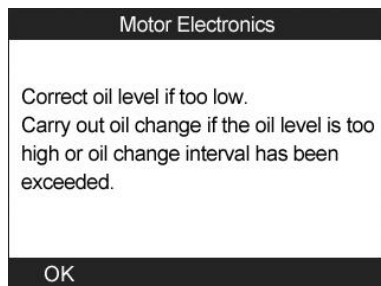 Motor Electronics
Correct oil level if too low.
Carry out oil change if the oil level is too
high or oil change interval has been
exceeded.
OK